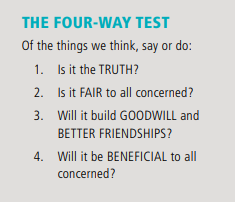 THE FOUR-WAY TEST
Of the things we think, say or do:
1. Is it the TRUTH?
2. Is it FAIR to all concerned?
3. Will it build GOODWILL and
BETTER FRIENDSHIPS?
4. Will it be BENEFICIAL to all
concerned?